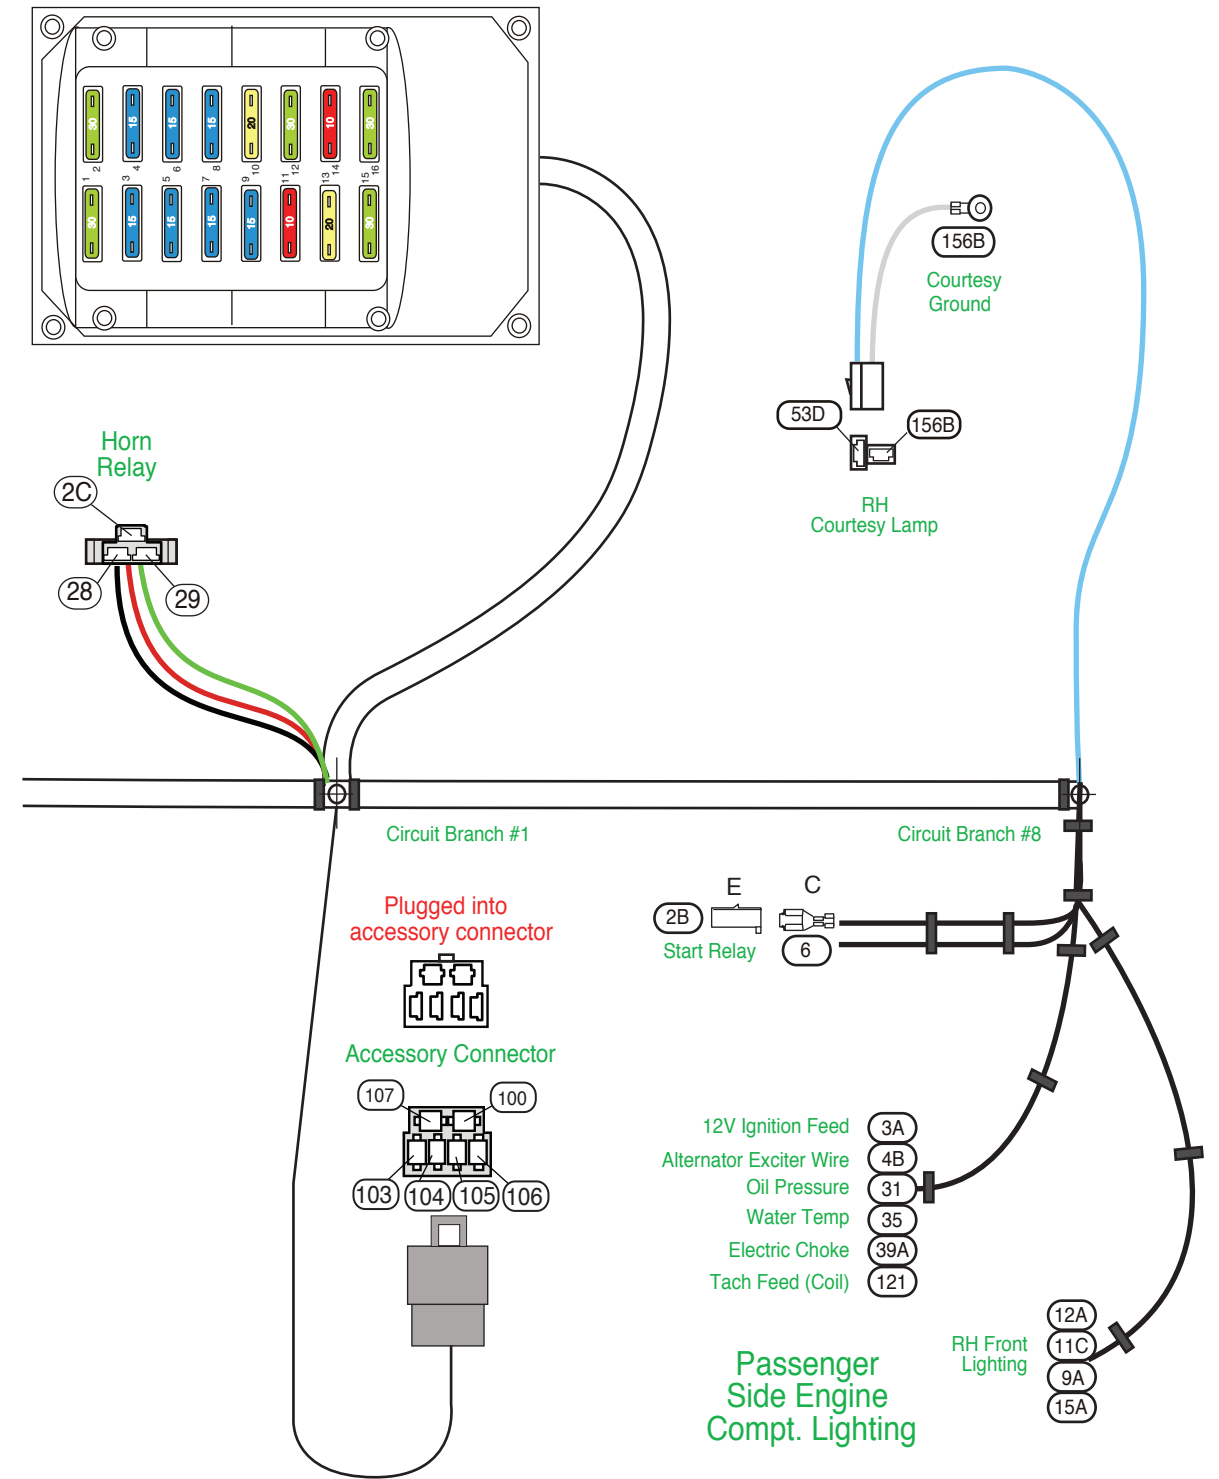 30 15 15 15 20 30 10 30
1 2 3 4 5 6 7 8 9 10 11 12 13 14 15 16
30 15 15 15 15 10 20 30
156B
Courtesy
Ground
53D
156B
RH
Courtesy Lamp
Horn
Relay
2C
28
29
Circuit Branch #1
Circuit Branch #8
E
C
2B
Start Relay
6
Plugged into
accessory connector
Accessory Connector
107
100
103
104
105
106
12V Ignition Feed 3A
Alternator Exciter Wire 4B
Oil Pressure 31
Water Temp 35
Electric Choke 39A
Tach Feed (Coil) 121
RH Front
Lighting
12A
11C
9A
15A
Passenger
Side Engine
Compt. Lighting